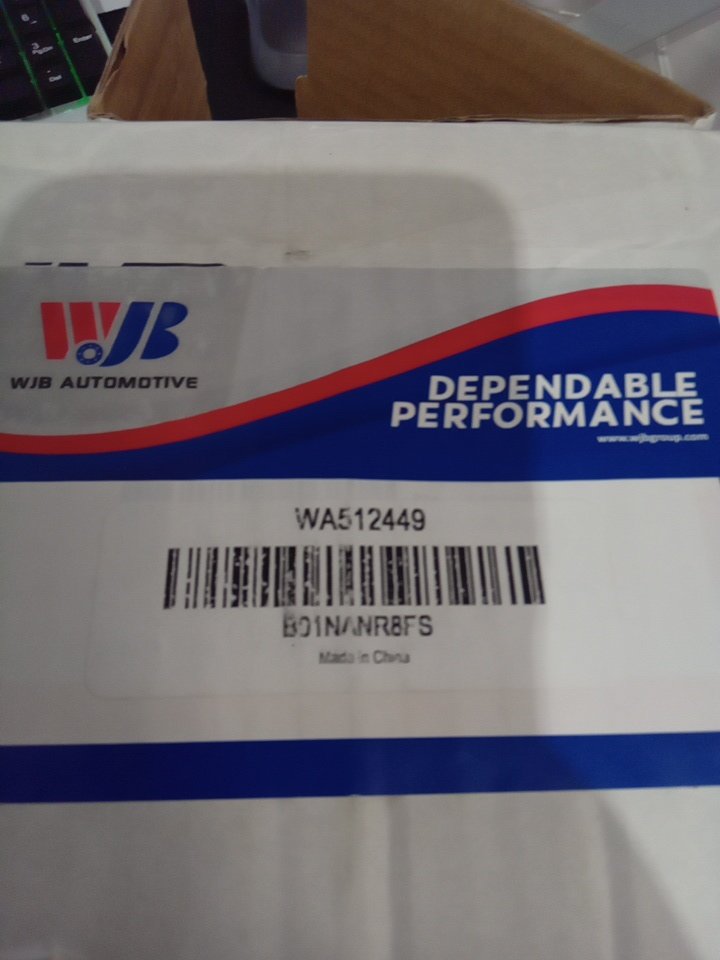 WJB
WJB AUTOMOTIVE
DEPENDABLE
PERFORMANCE
www.wjbgroup.com
WA512449
B01NANR8FS
Made in China